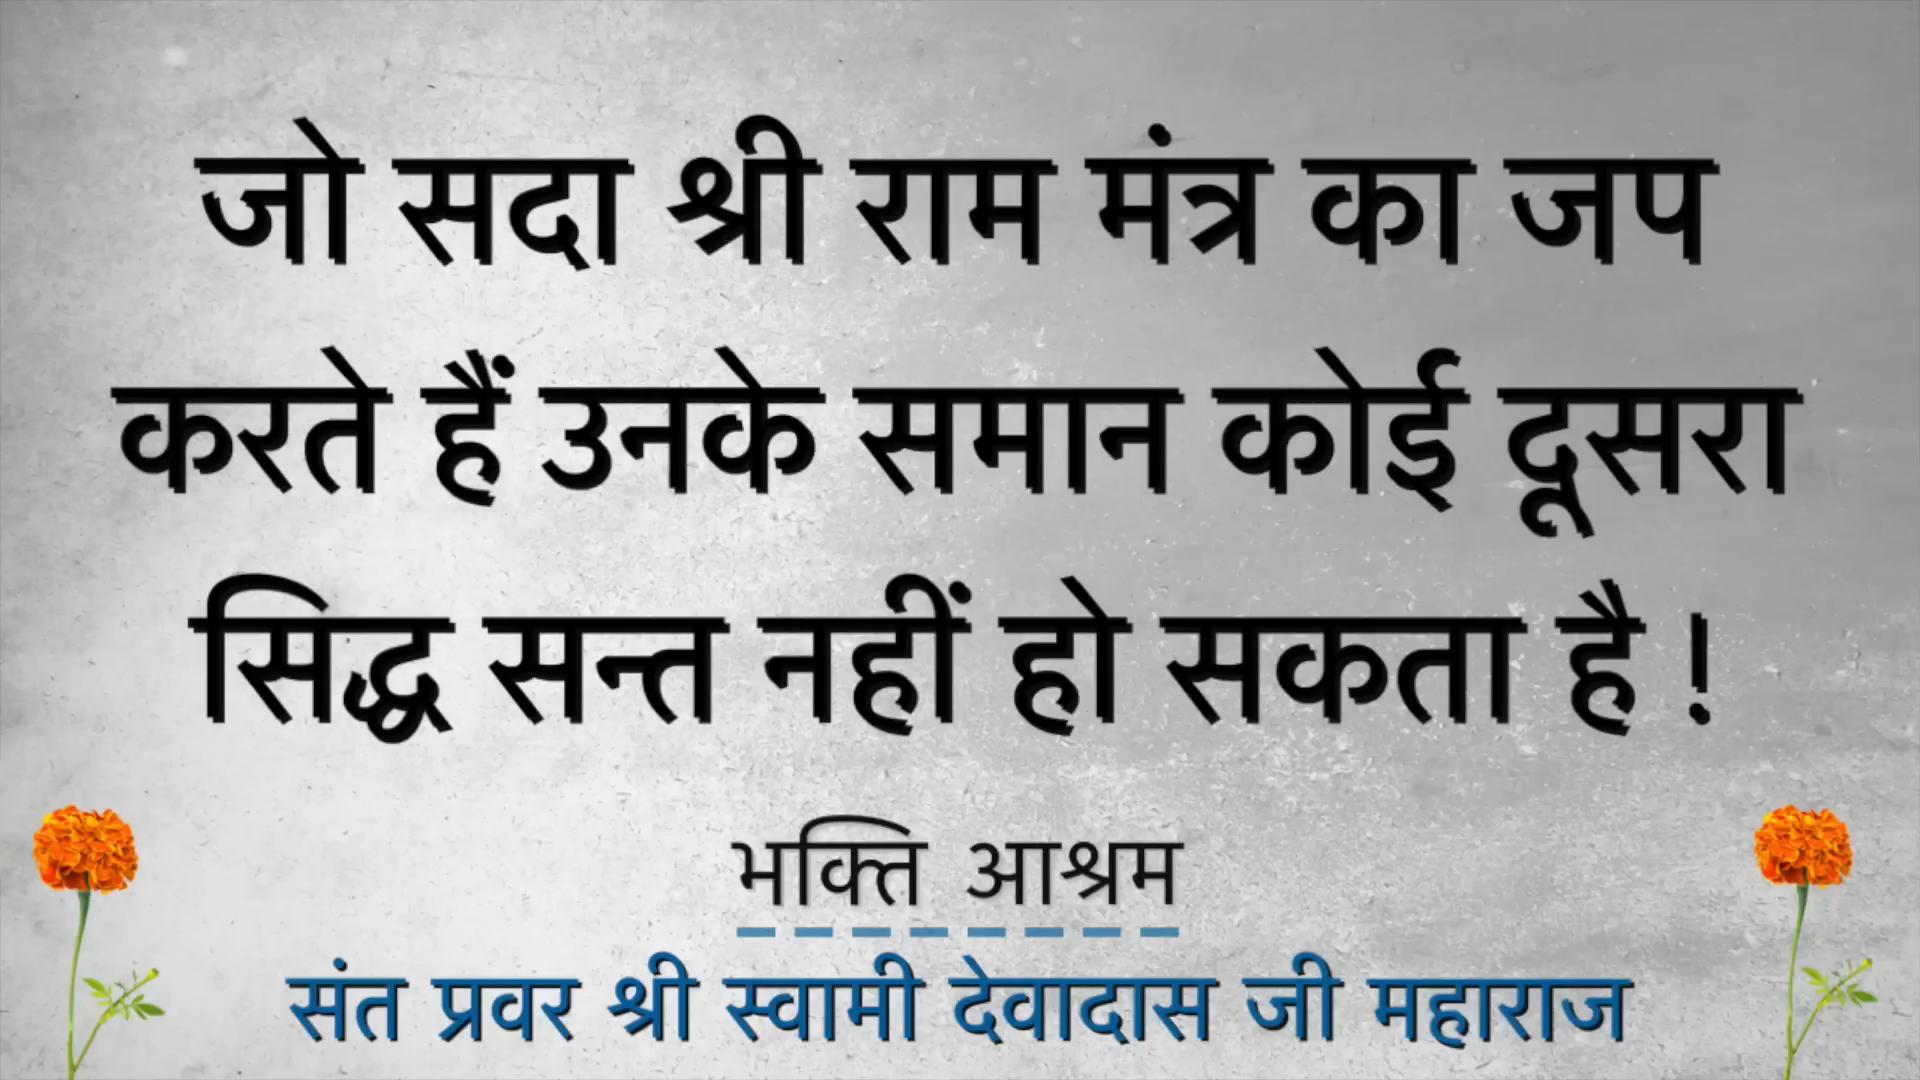 जो सदा श्री राम मंत्र का जप
करते हैं उनके समान कोई दूसरा
सिद्ध सन्त नहीं हो सकता है !
भक्ति आश्रम
संत प्रवर श्री स्वामी देवादास जी महाराज